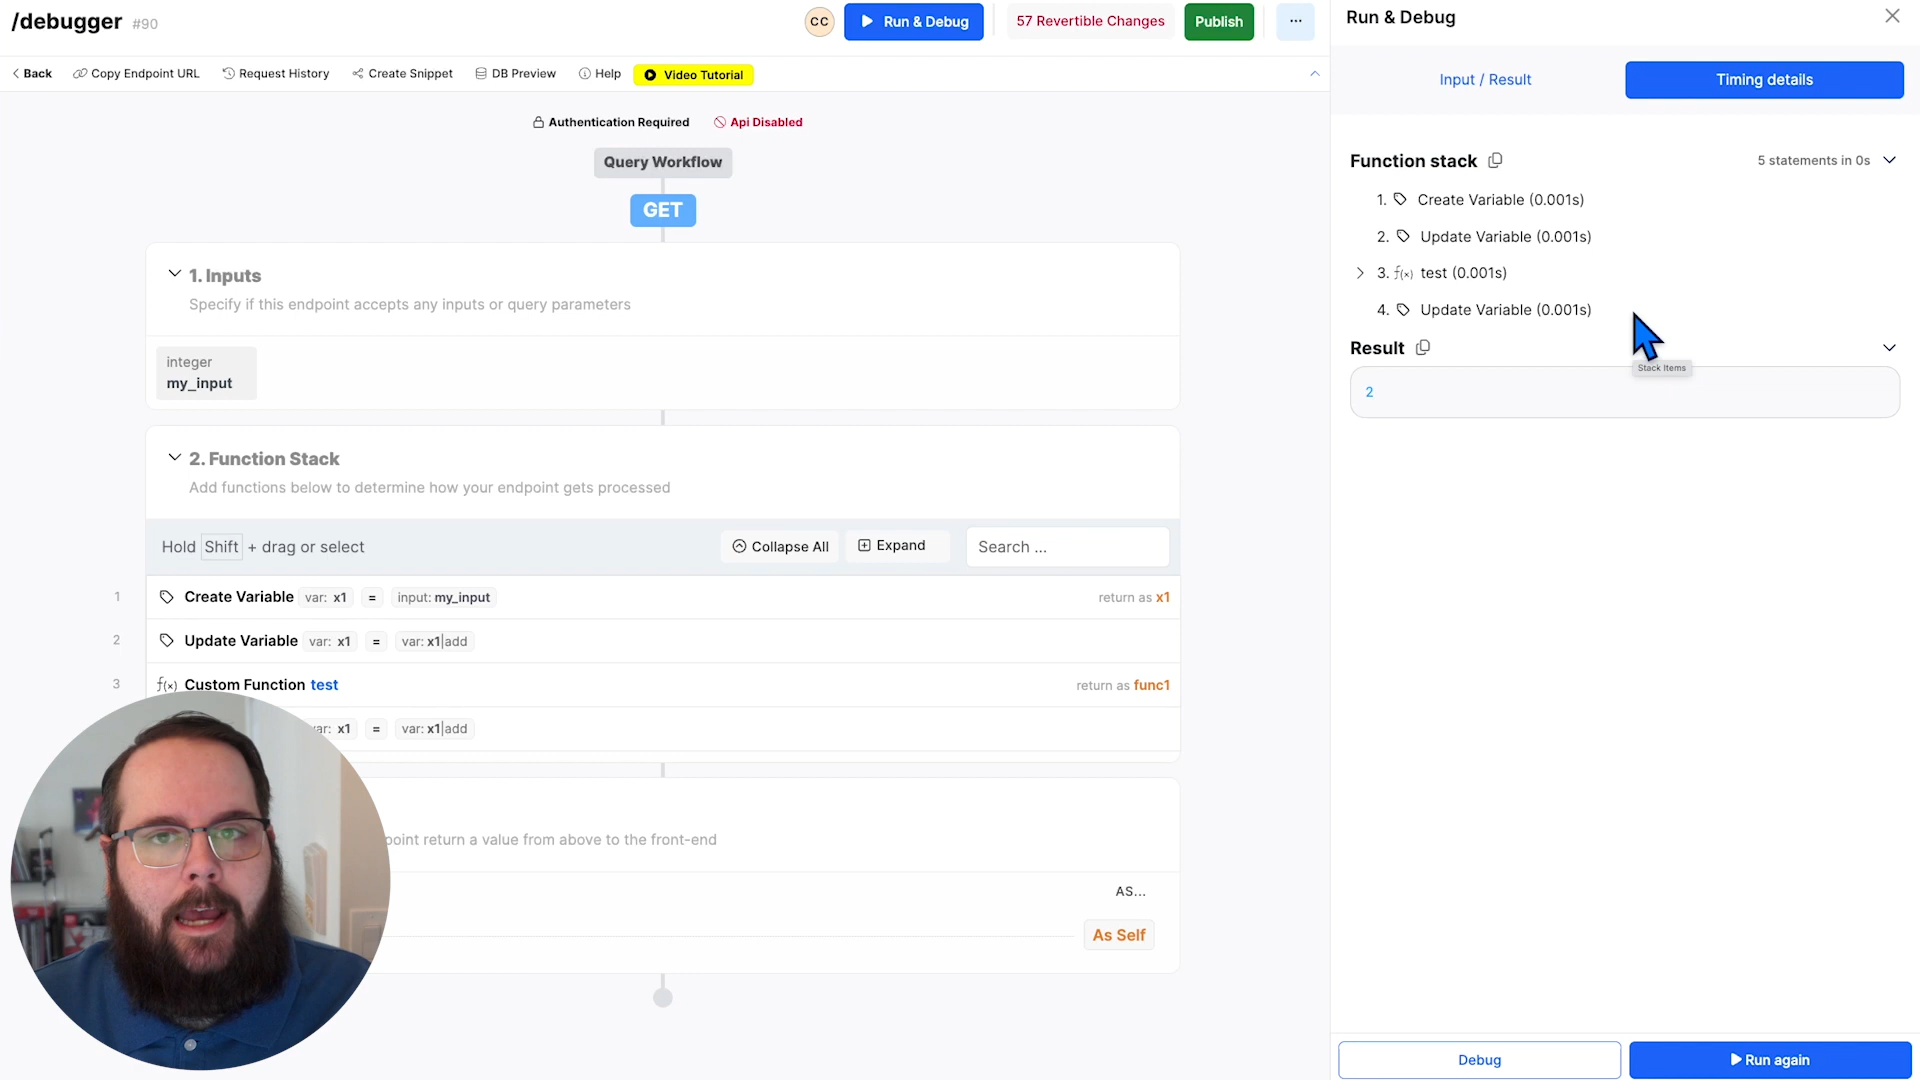 /debugger #90
CC
Run & Debug
57 Revertible Changes
Publish
...
Back
Copy Endpoint URL
Request History
Create Snippet
DB Preview
Help
Video Tutorial
Authentication Required
Api Disabled
Query Workflow
GET
1. Inputs
Specify if this endpoint accepts any inputs or query parameters
integer
my_input
2. Function Stack
Add functions below to determine how your endpoint gets processed
Hold Shift + drag or select
Collapse All
Expand
Search ...
1 Create Variable var: x1 = input: my_input return as x1
2 Update Variable var: x1 = var: x1|add
3 f(x) Custom Function test return as func1
var: x1 = var: x1|add
point return a value from above to the front-end
AS...
As Self
Run & Debug
Input / Result
Timing details
Function stack
5 statements in 0s
1. Create Variable (0.001s)
2. Update Variable (0.001s)
3. f(x) test (0.001s)
4. Update Variable (0.001s)
Result
Stack Items
2
Debug
Run again